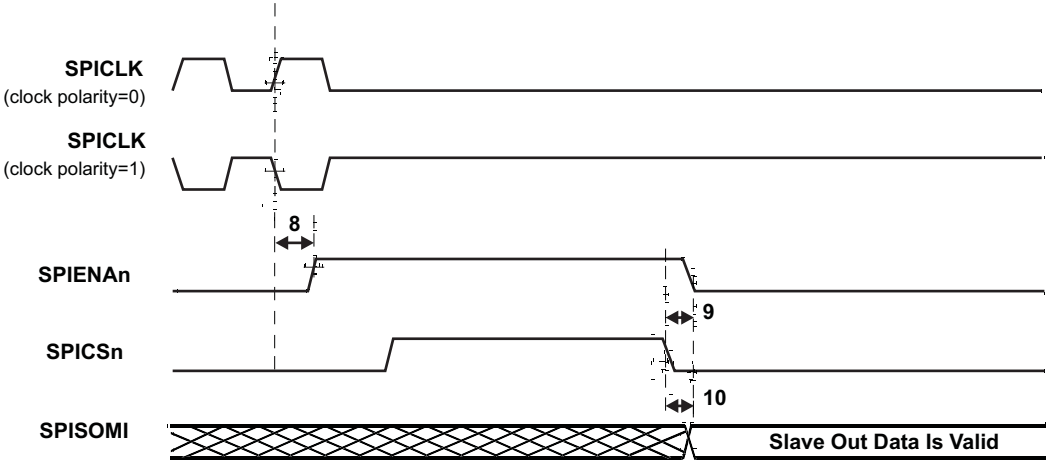 SPICLK
(clock polarity=0)
SPICLK
(clock polarity=1)
8
SPIENAn
9
SPICSn
10
SPISOMI
Slave Out Data Is Valid